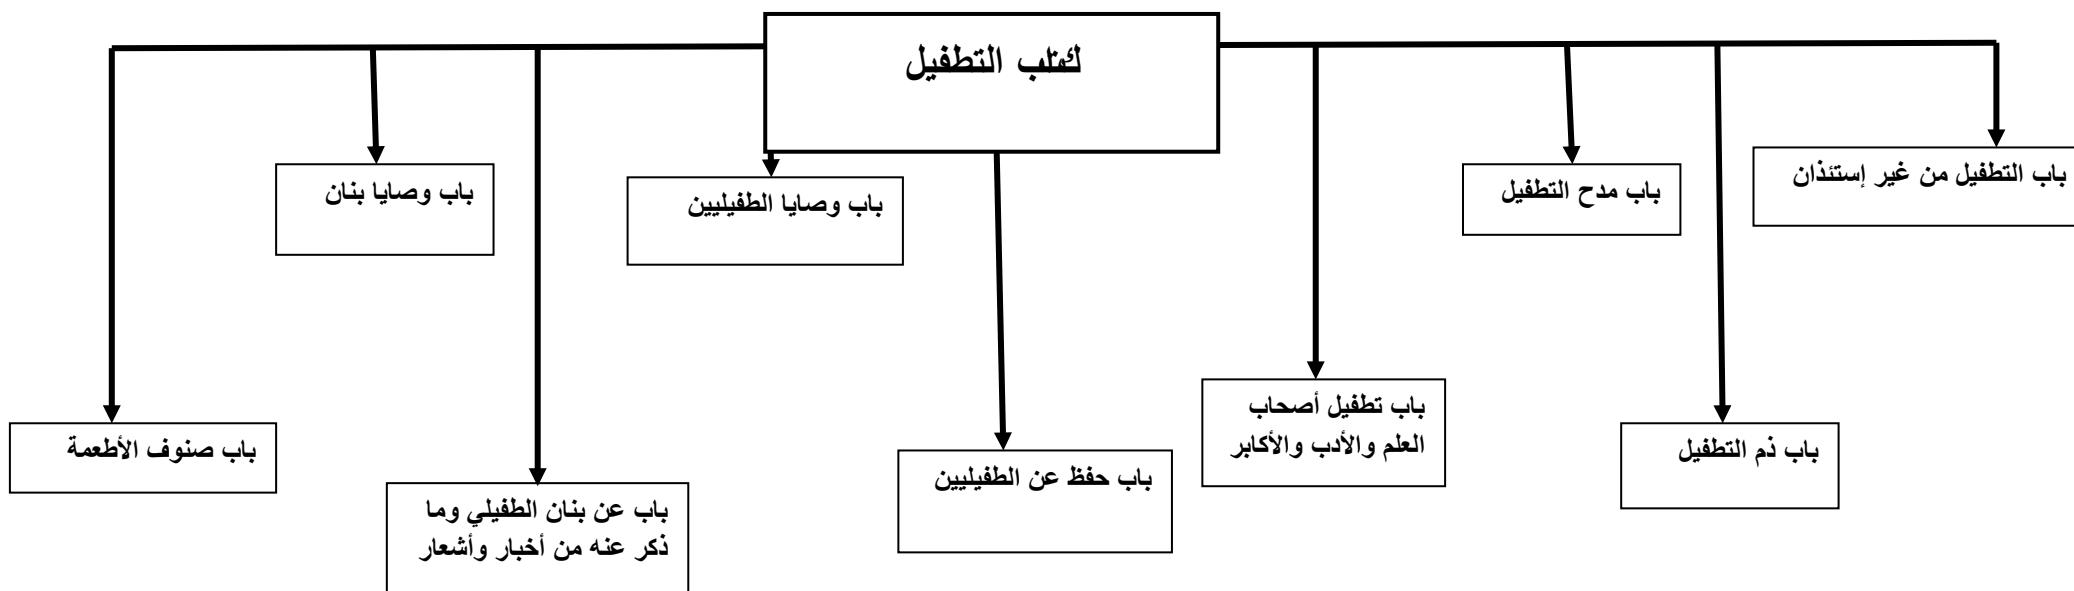 كتاب التطفيل
باب التطفيل من غير إستئذان
باب مدح التطفيل
باب ذم التطفيل
باب تطفيل أصحاب
العلم والأدب والأكابر
باب حفظ عن الطفيليين
باب وصايا الطفيليين
باب عن بنان الطفيلي وما
ذكر عنه من أخبار وأشعار
باب وصايا بنان
باب صنوف الأطعمة